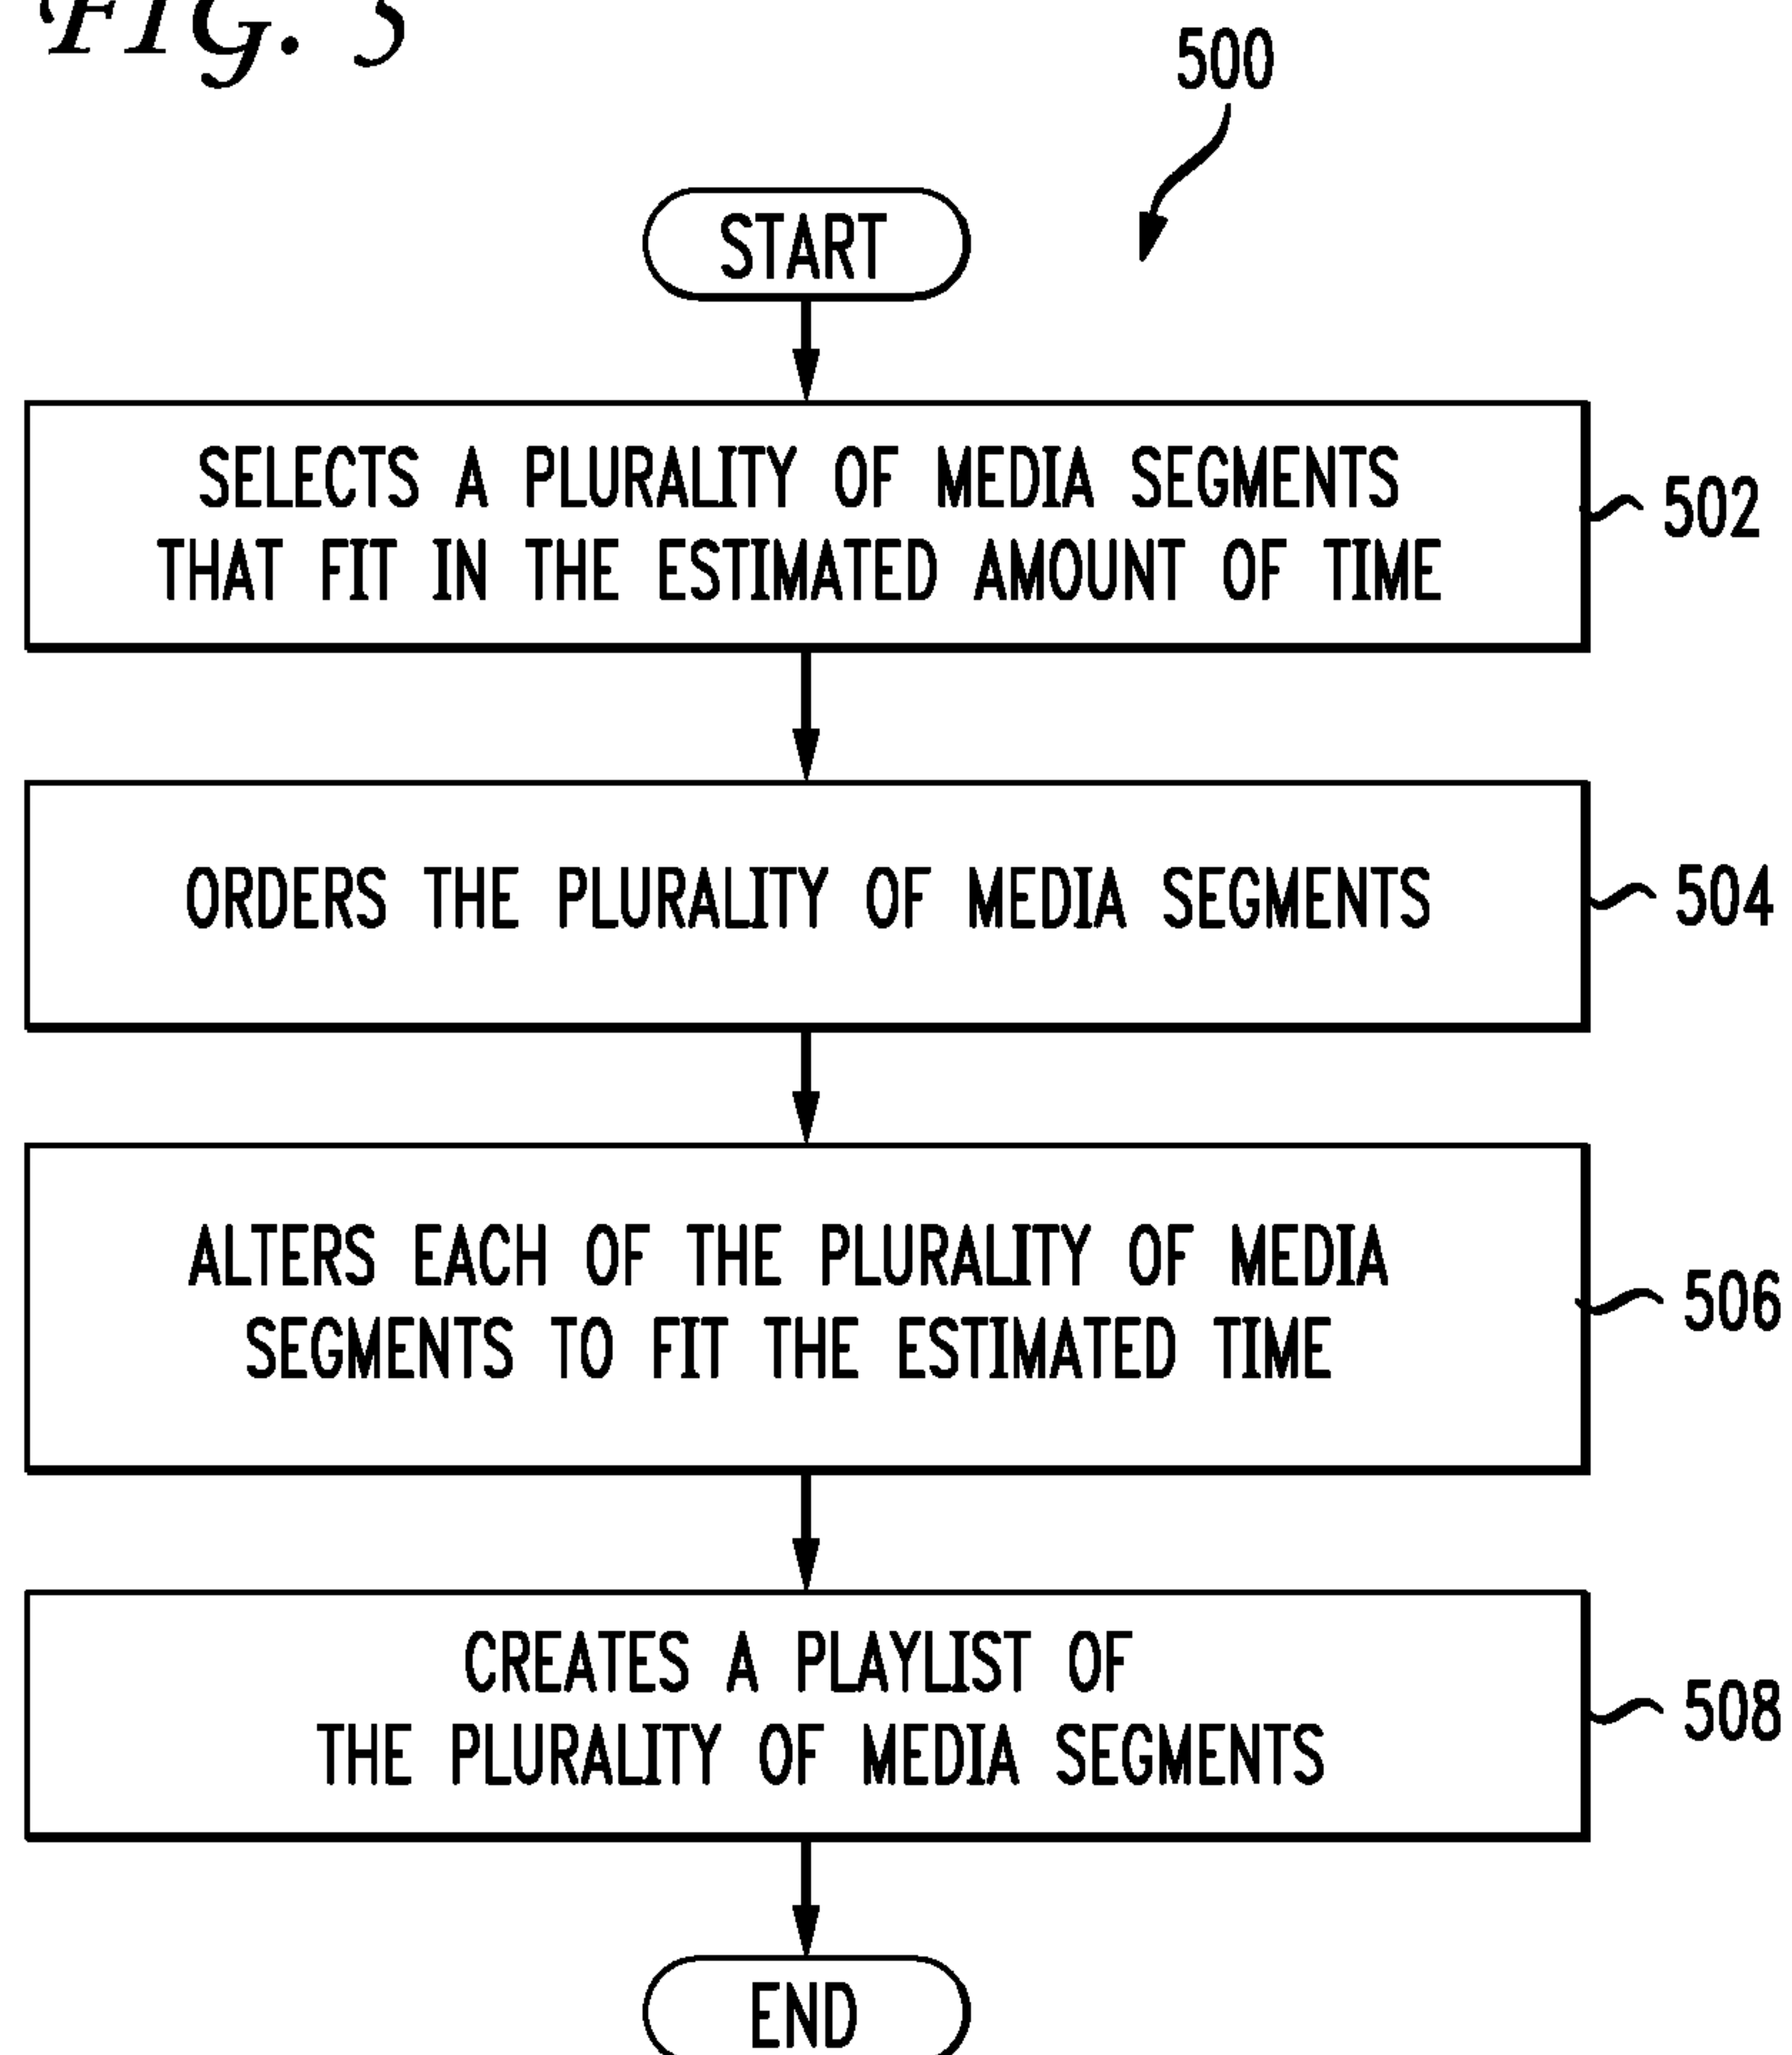 FIG. 5
500
START
SELECTS A PLURALITY OF MEDIA SEGMENTS
THAT FIT IN THE ESTIMATED AMOUNT OF TIME
502
ORDERS THE PLURALITY OF MEDIA SEGMENTS
504
ALTERS EACH OF THE PLURALITY OF MEDIA
SEGMENTS TO FIT THE ESTIMATED TIME
506
CREATES A PLAYLIST OF
THE PLURALITY OF MEDIA SEGMENTS
508
END